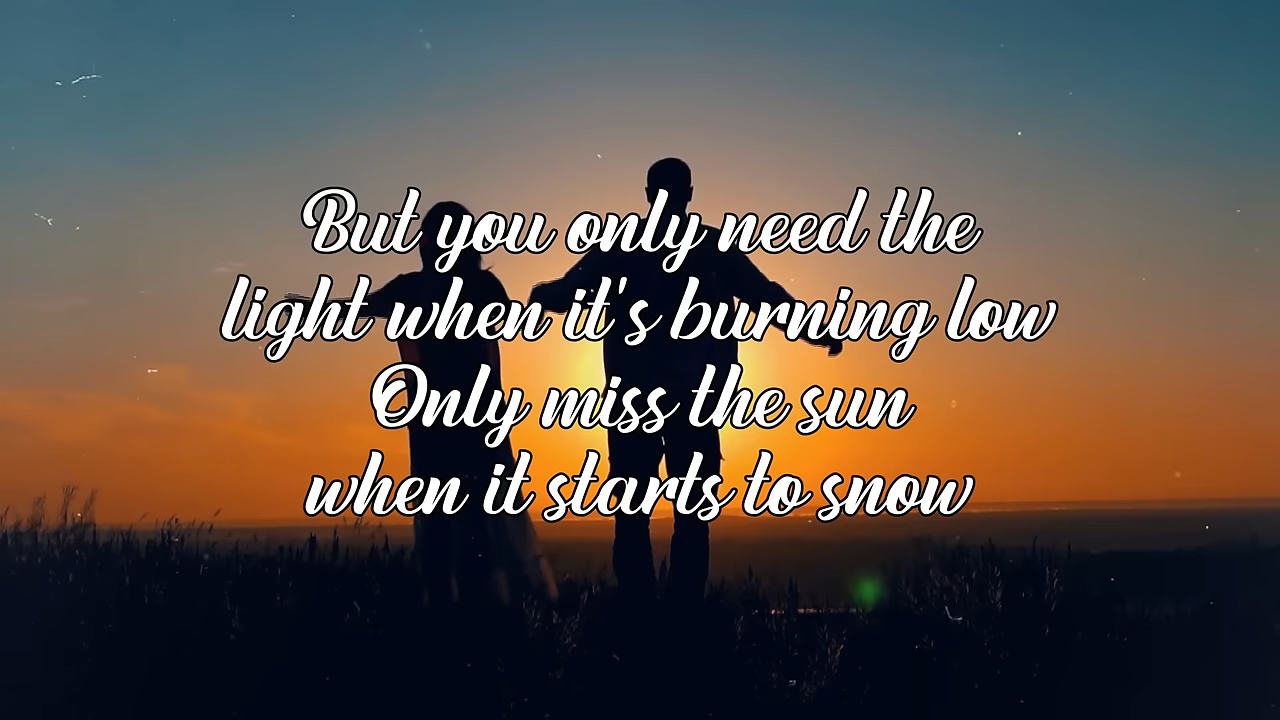 But you only need the
light when it's burning low
Only miss the sun
when it starts to snow